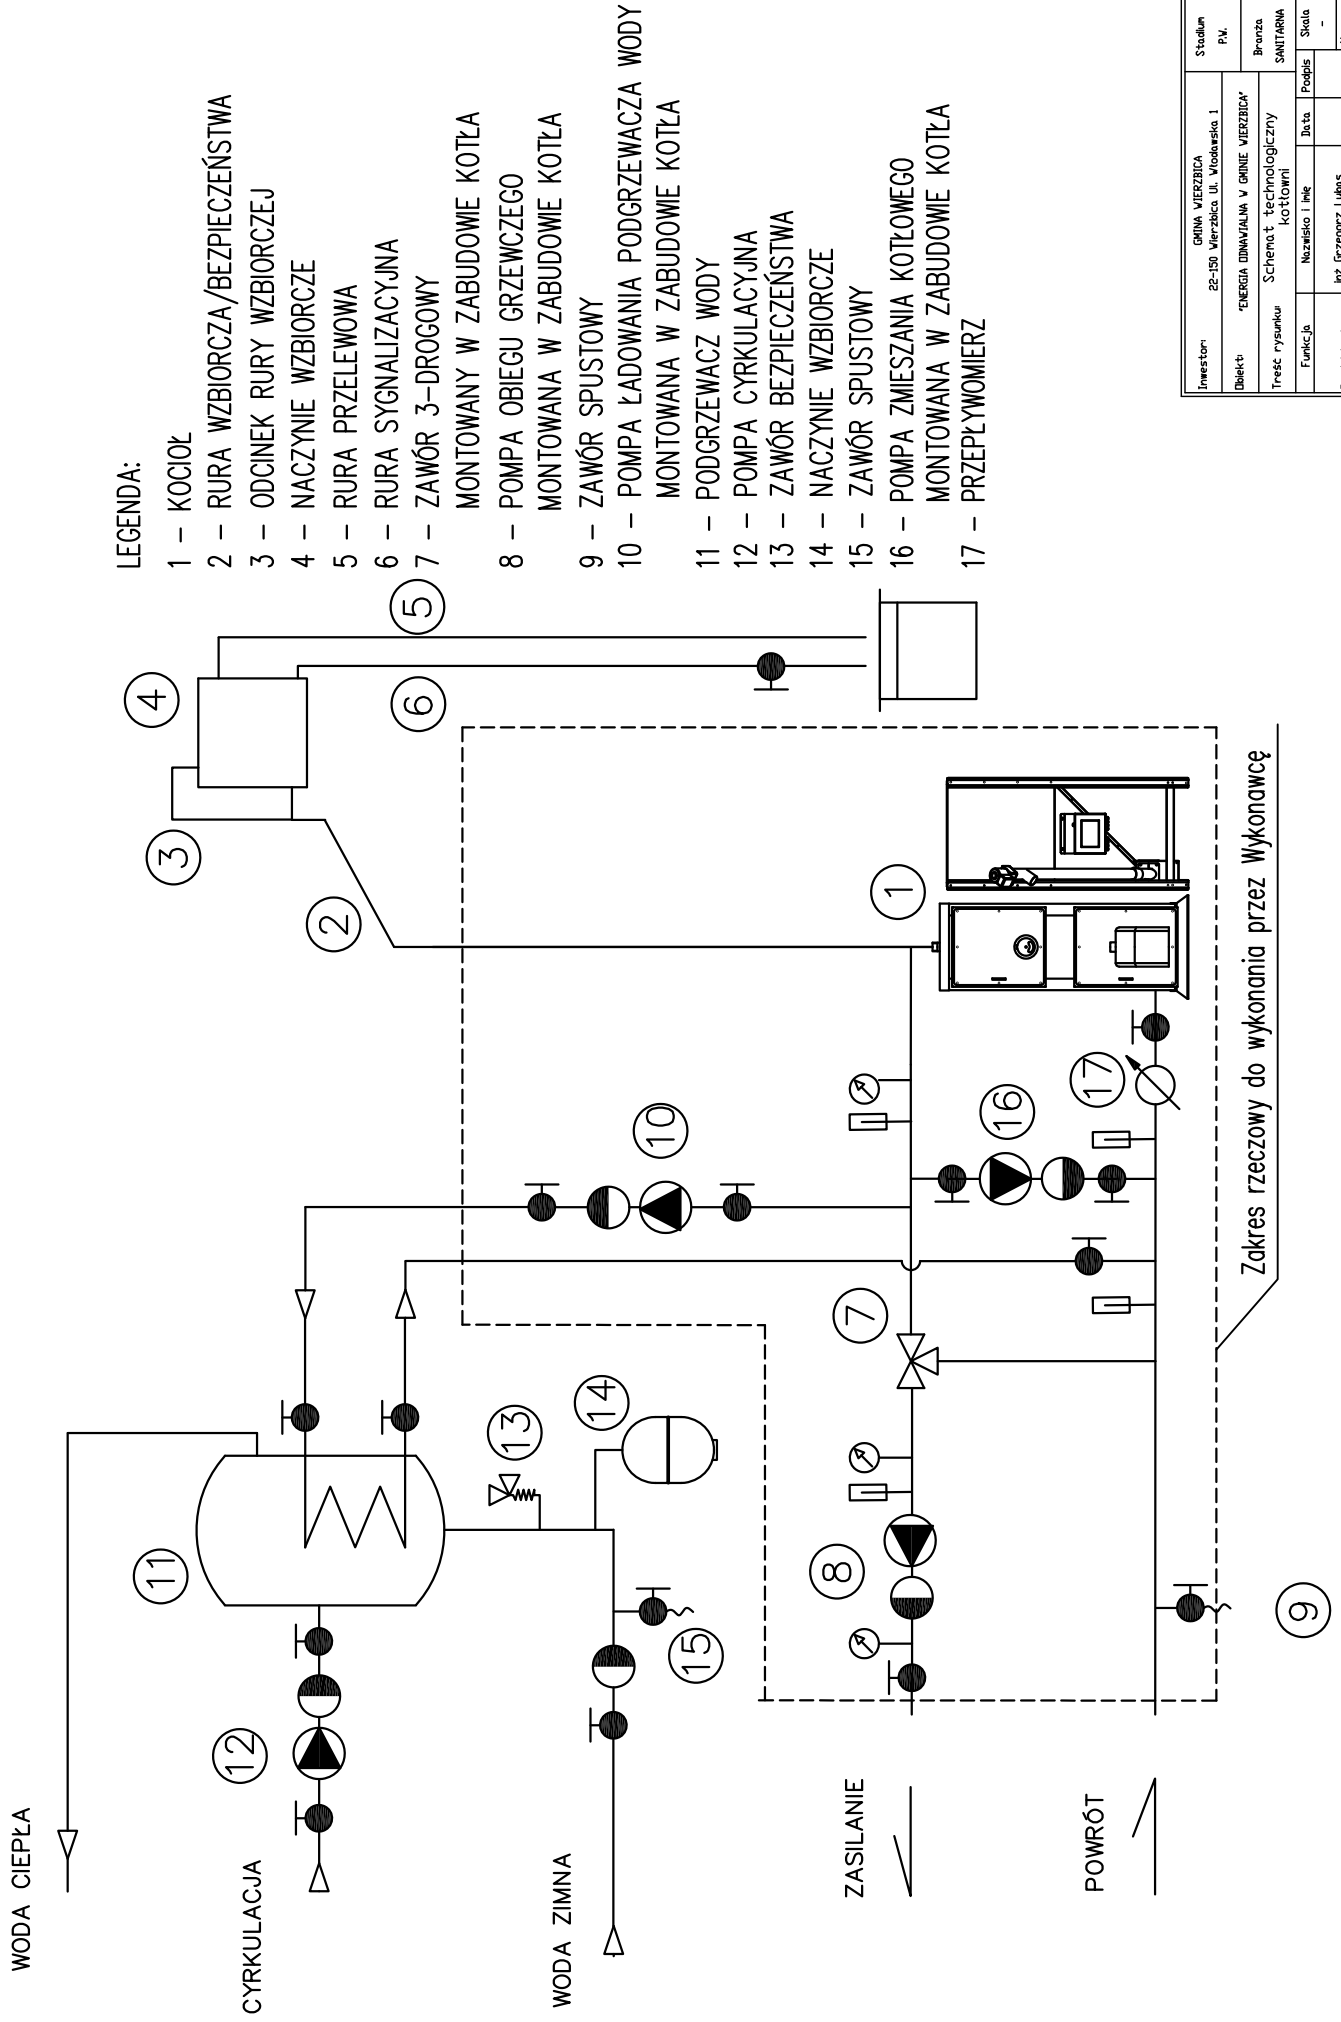 WODA CIEPŁA
CYRKULACJA
WODA ZIMNA
ZASILANIE
POWRÓT
11
12
13
14
15
10
16
17
1
2
3
4
5
6
7
8
9
Zakres rzeczowy do wykonania przez Wykonawcę
LEGENDA:
1 – KOCIOŁ
2 – RURA WZBIORCZA/BEZPIECZEŃSTWA
3 – ODCINEK RURY WZBIORCZEJ
4 – NACZYNIE WZBIORCZE
5 – RURA PRZELEWOWA
6 – RURA SYGNALIZACYJNA
7 – ZAWÓR 3–DROGOWY
MONTOWANY W ZABUDOWIE KOTŁA
8 – POMPA OBIEGU GRZEWCZEGO
MONTOWANA W ZABUDOWIE KOTŁA
9 – ZAWÓR SPUSTOWY
10 – POMPA ŁADOWANIA PODGRZEWACZA WODY
MONTOWANA W ZABUDOWIE KOTŁA
11 – PODGRZEWACZ WODY
12 – POMPA CYRKULACYJNA
13 – ZAWÓR BEZPIECZEŃSTWA
14 – NACZYNIE WZBIORCZE
15 – ZAWÓR SPUSTOWY
16 – POMPA ZMIESZANIA KOTŁOWEGO
MONTOWANA W ZABUDOWIE KOTŁA
17 – PRZEPŁYWOMIERZ
Inwestor: GMINA WIERZBICA Stadium
22-150 Wierzbica Ul. Włodawska 1 P.W.
Obiekt: "ENERGIA ODNAWIALNA W GMINIE WIERZBICA" Branża
SANITARNA
Treść rysunku: Schemat technologiczny
kotłowni
Funkcja Nazwisko i imię Data Podpis Skala
–
inż. Grzegorz Lubas